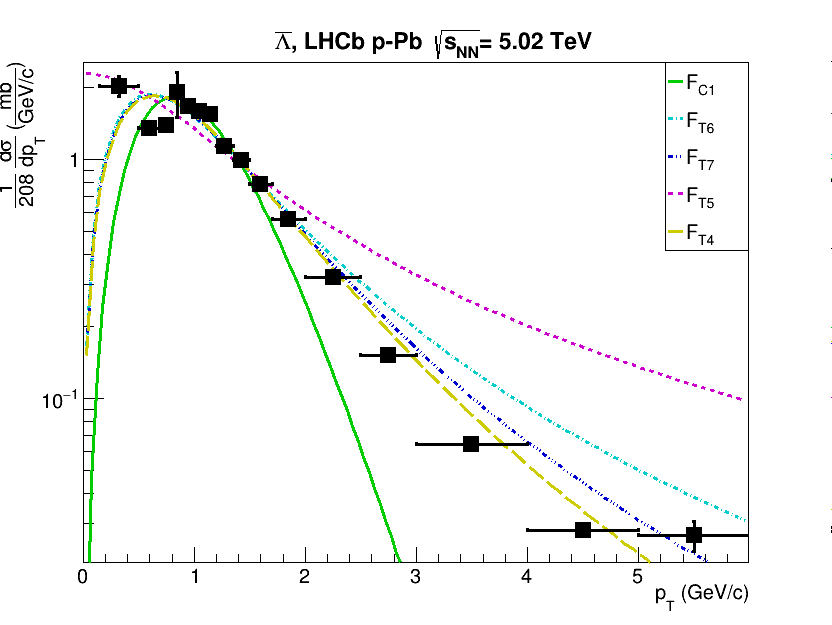 Λ̅, LHCb p-Pb √s_NN = 5.02 TeV
1/208 dσ/dp_T (mb/GeV/c)
1
10⁻¹
F_C1
F_T6
F_T7
F_T5
F_T4
0 1 2 3 4 5
p_T (GeV/c)